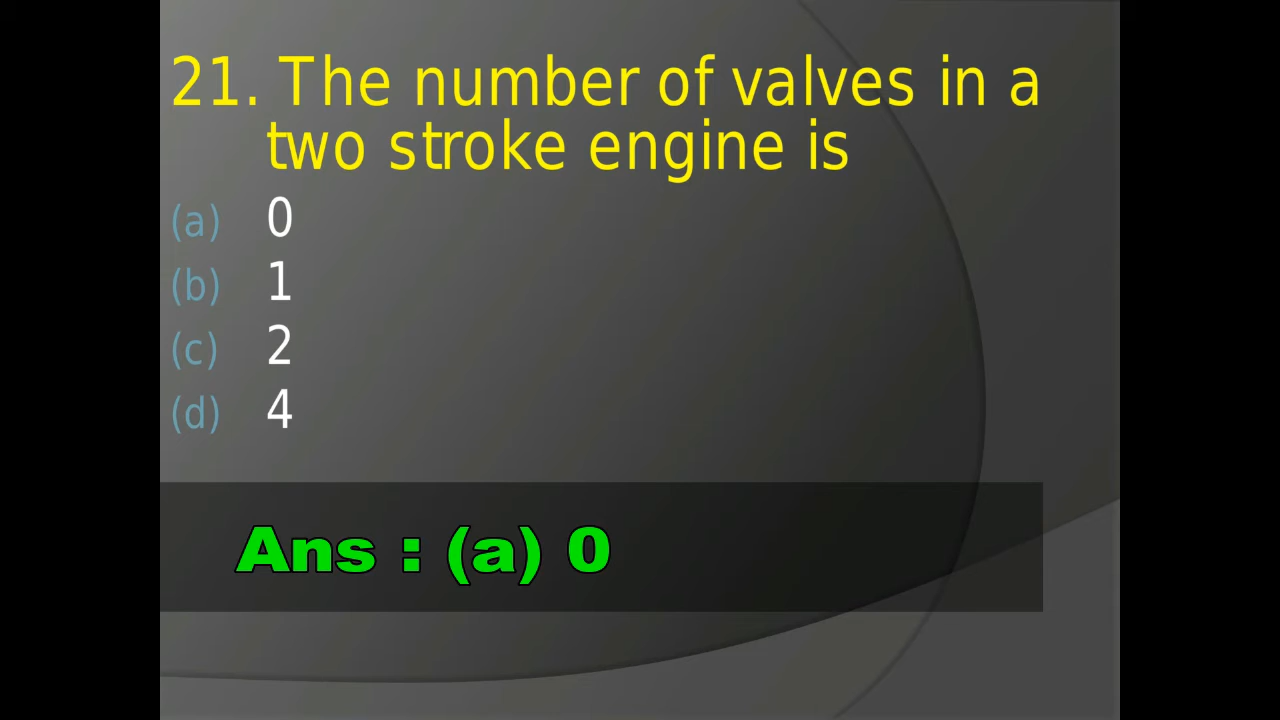 21. The number of valves in a
two stroke engine is
(a) 0
(b) 1
(c) 2
(d) 4
Ans : (a) 0